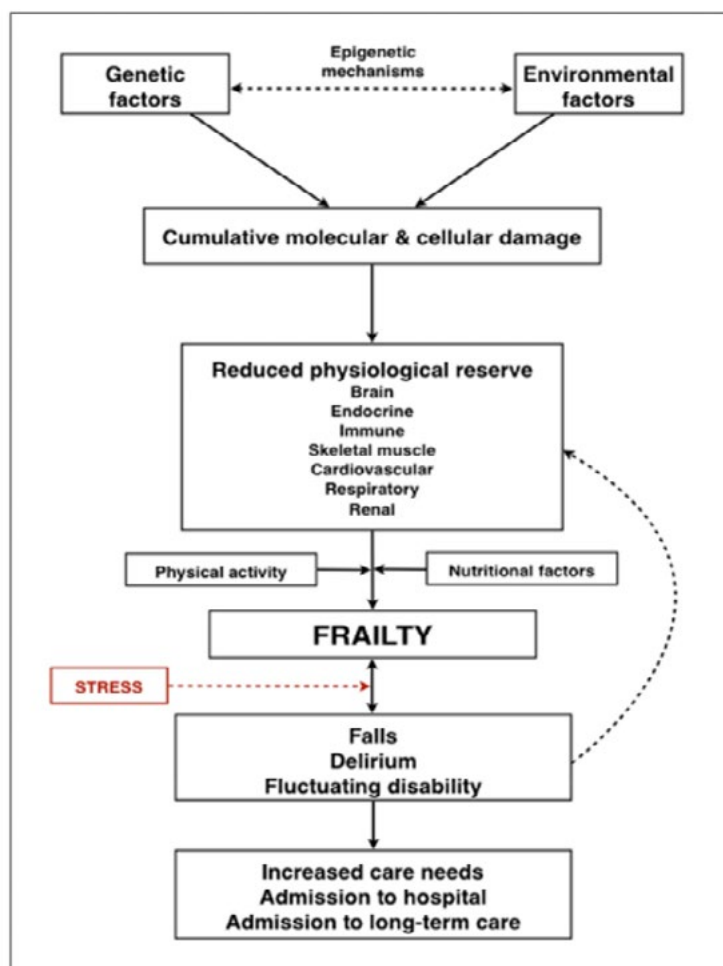 Epigenetic
mechanisms
Genetic
factors
Environmental
factors
Cumulative molecular & cellular damage
Reduced physiological reserve
Brain
Endocrine
Immune
Skeletal muscle
Cardiovascular
Respiratory
Renal
Physical activity
Nutritional factors
FRAILTY
STRESS
Falls
Delirium
Fluctuating disability
Increased care needs
Admission to hospital
Admission to long-term care